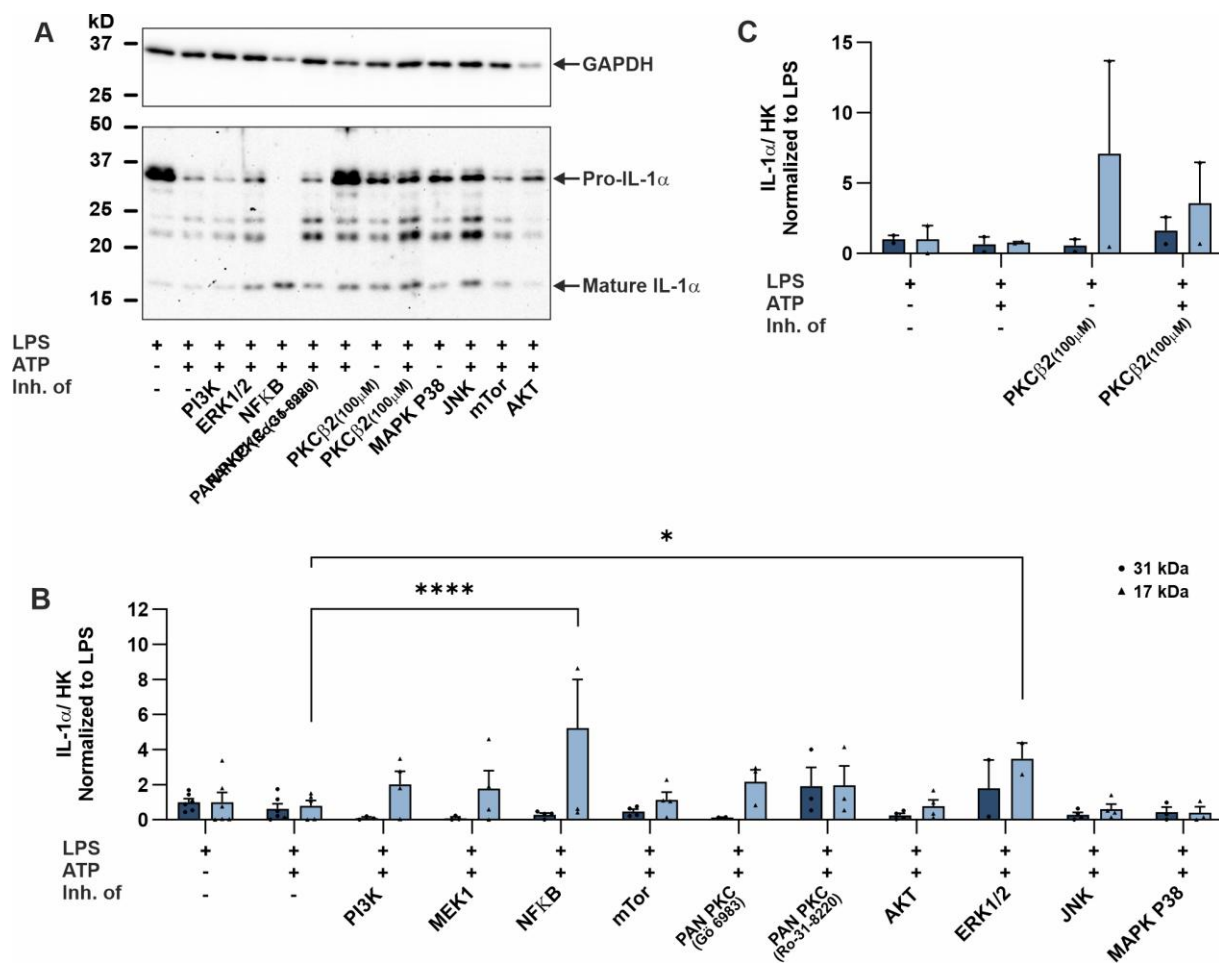 A
kD
37
25
GAPDH
50
37
25
20
15
Pro-IL-1α
Mature IL-1α
LPS + + + + + + + + + + + + +
ATP - + + + + + + - + - + + +
Inh. of - - PI3K ERK1/2 NFKB PKCβ2(100μM) PKCβ2(100μM) MAPK P38 JNK mTor AKT
C
IL-1α/ HK
Normalized to LPS
15
10
5
0
LPS + + + +
ATP - + - +
Inh. of - - PKCβ2(100μM) PKCβ2(100μM)
B
IL-1α/ HK
Normalized to LPS
12
10
8
6
4
2
0
****
*
31 kDa
17 kDa
LPS + + + + + + + + + + + +
ATP - + + + + + + + + + + +
Inh. of - - PI3K MEK1 NFKB mTor PAN PKC (Gö 6983) PAN PKC (Ro-31-8220) AKT ERK1/2 JNK MAPK P38